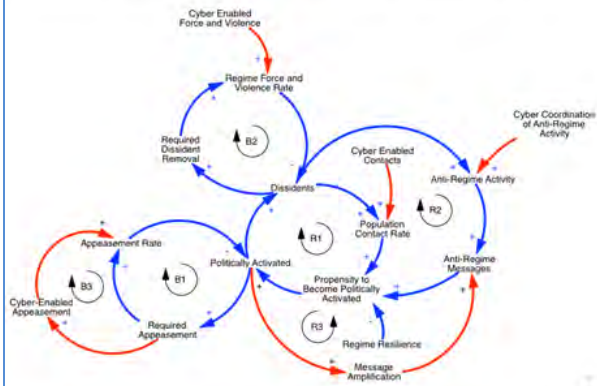 Cyber Enabled
Force and Violence
Regime Force and
Violence Rate
Required
Dissident
Removal
B2
Cyber Coordination
of Anti-Regime
Activity
Cyber Enabled
Contacts
Dissidents
Anti-Regime Activity
R2
R1
Population
Contact Rate
Appeasement Rate
Politically Activated
Anti-Regime
Messages
B3
B1
Propensity to
Become Politically
Activated
Cyber-Enabled
Appeasement
Required
Appeasement
R3
Regime Resilience
Message
Amplification